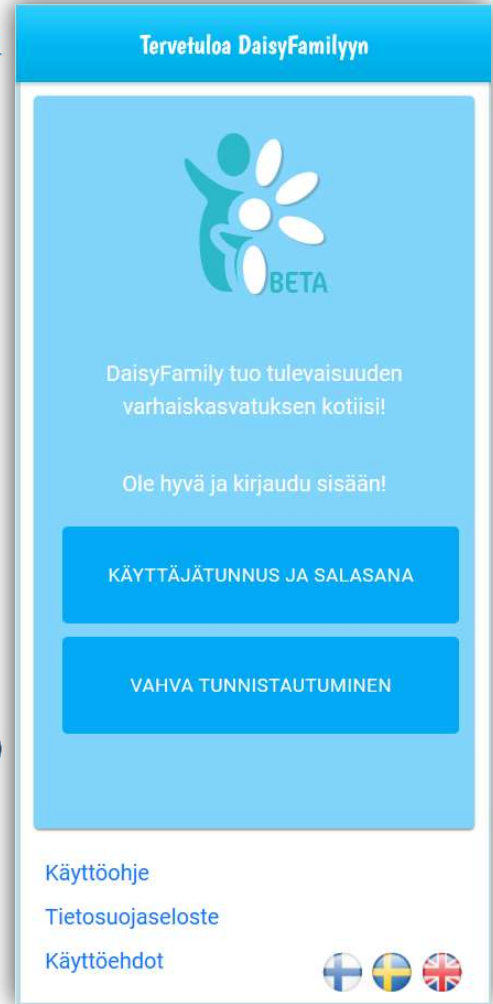 Tervetuloa DaisyFamilyyn
BETA
DaisyFamily tuo tulevaisuuden
varhaiskasvatuksen kotiisi!
Ole hyvä ja kirjaudu sisään!
KÄYTTÄJÄTUNNUS JA SALASANA
VAHVA TUNNISTAUTUMINEN
Käyttöohje
Tietosuojaseloste
Käyttöehdot